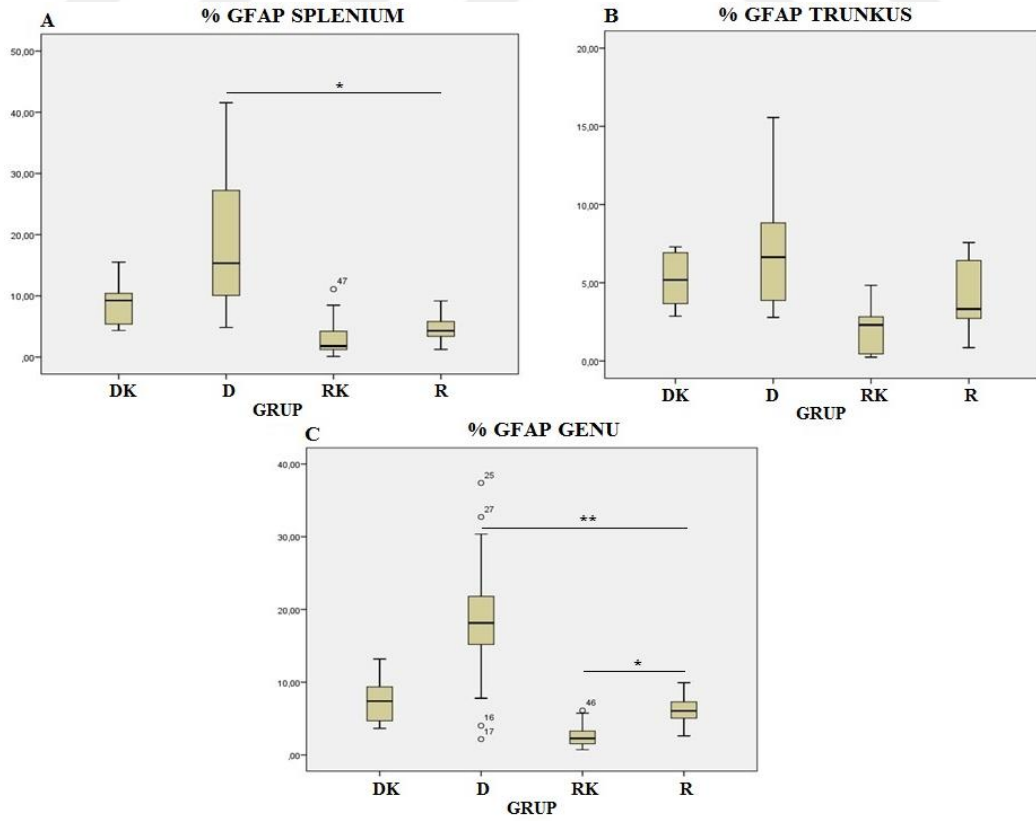 A
% GFAP SPLENIUM
50,00
40,00
30,00
20,00
10,00
,00
*
47
DK D RK R
GRUP
B
% GFAP TRUNKUS
20,00
15,00
10,00
5,00
0,00
DK D RK R
GRUP
C
% GFAP GENU
40,00
30,00
20,00
10,00
,00
25
27
**
*
16
17
46
DK D RK R
GRUP